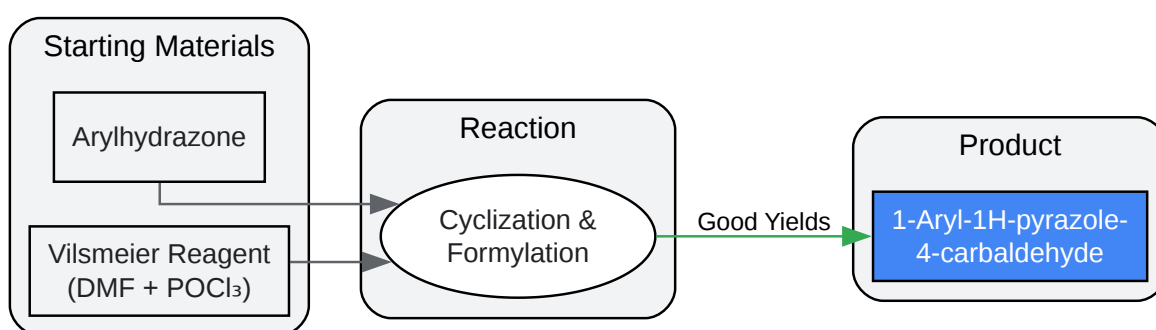 Starting Materials
Arylhydrazone
Vilsmeier Reagent
(DMF + POCl₃)
Reaction
Cyclization &
Formylation
Good Yields
Product
1-Aryl-1H-pyrazole-
4-carbaldehyde